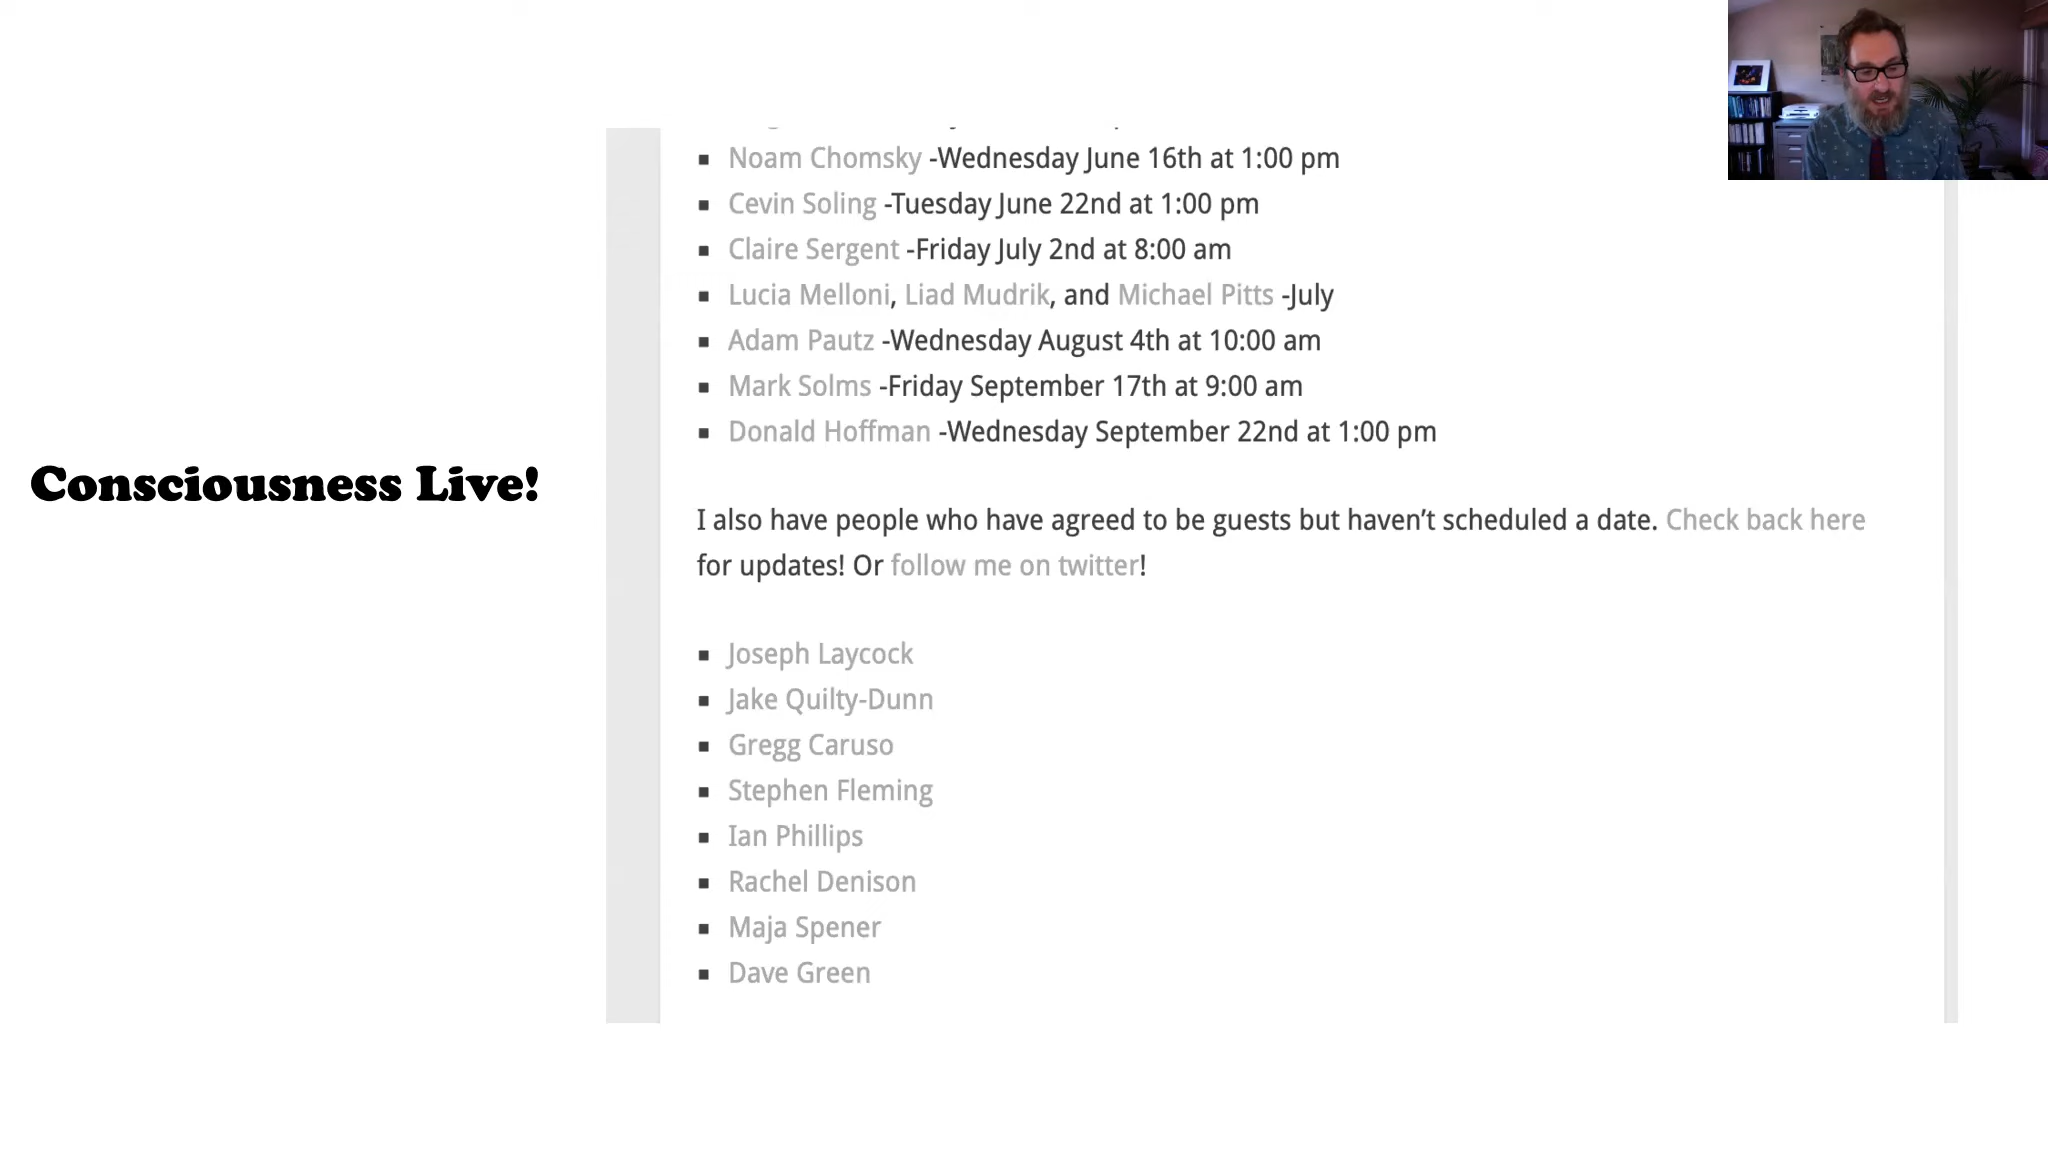 Noam Chomsky -Wednesday June 16th at 1:00 pm
Cevin Soling -Tuesday June 22nd at 1:00 pm
Claire Sergent -Friday July 2nd at 8:00 am
Lucia Melloni, Liad Mudrik, and Michael Pitts -July
Adam Pautz -Wednesday August 4th at 10:00 am
Mark Solms -Friday September 17th at 9:00 am
Donald Hoffman -Wednesday September 22nd at 1:00 pm
Consciousness Live!
I also have people who have agreed to be guests but haven’t scheduled a date. Check back here
for updates! Or follow me on twitter!
Joseph Laycock
Jake Quilty-Dunn
Gregg Caruso
Stephen Fleming
Ian Phillips
Rachel Denison
Maja Spener
Dave Green